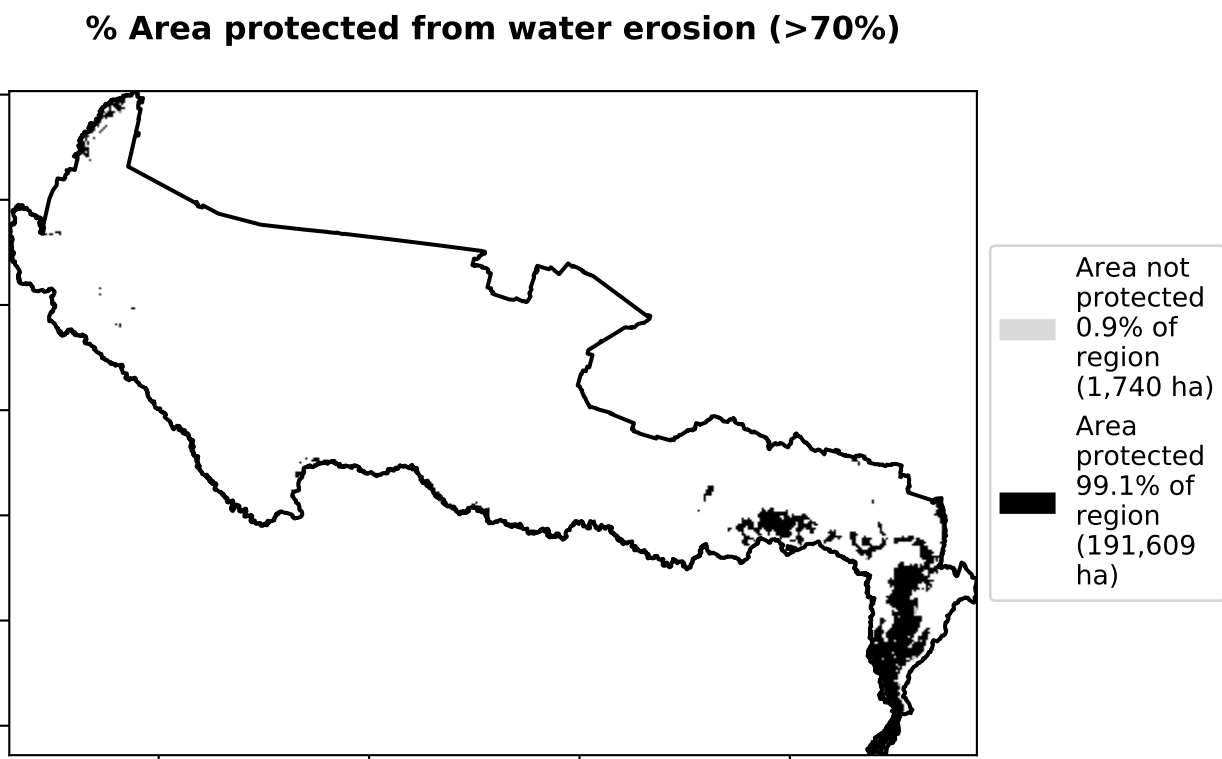 % Area protected from water erosion (>70%)
Area not
protected
0.9% of
region
(1,740 ha)
Area
protected
99.1% of
region
(191,609
ha)